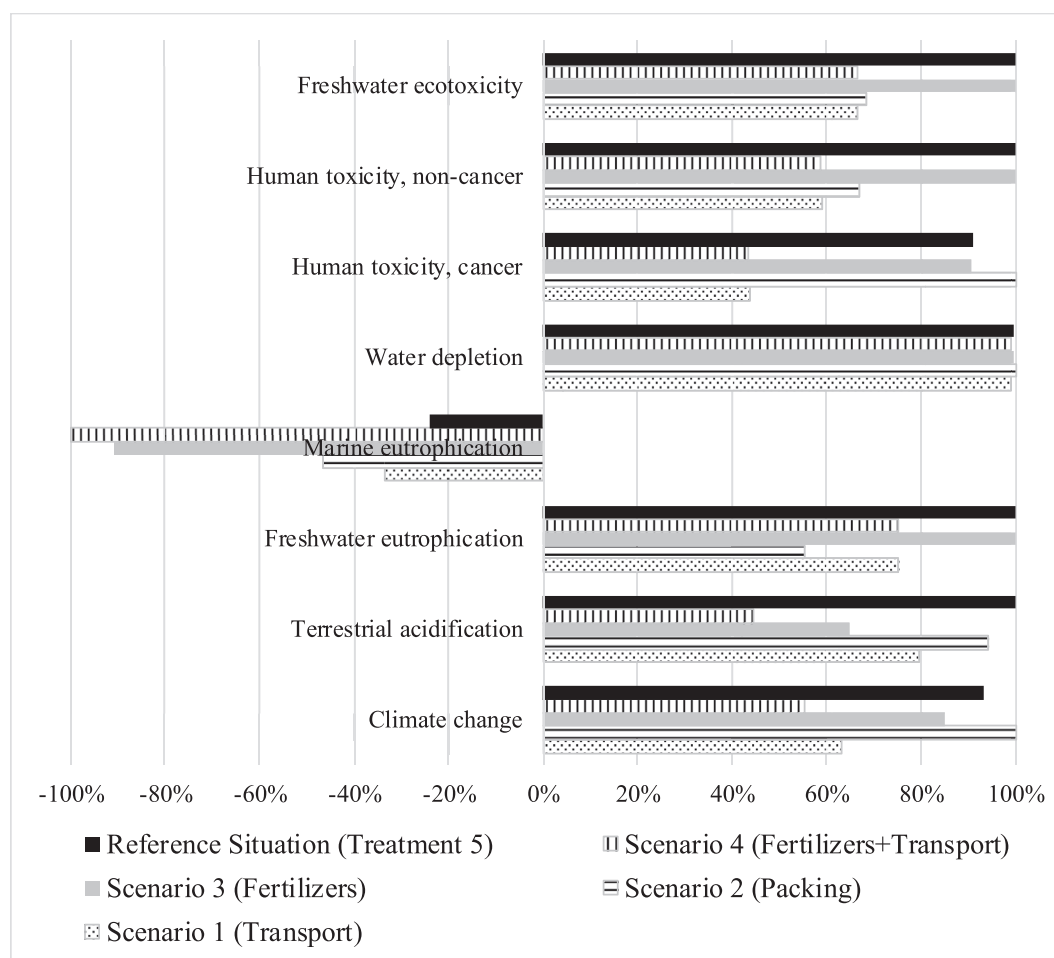 Freshwater ecotoxicity
Human toxicity, non-cancer
Human toxicity, cancer
Water depletion
Marine eutrophication
Freshwater eutrophication
Terrestrial acidification
Climate change
-100% -80% -60% -40% -20% 0% 20% 40% 60% 80% 100%
Reference Situation (Treatment 5) Scenario 4 (Fertilizers+Transport)
Scenario 3 (Fertilizers) Scenario 2 (Packing)
Scenario 1 (Transport)